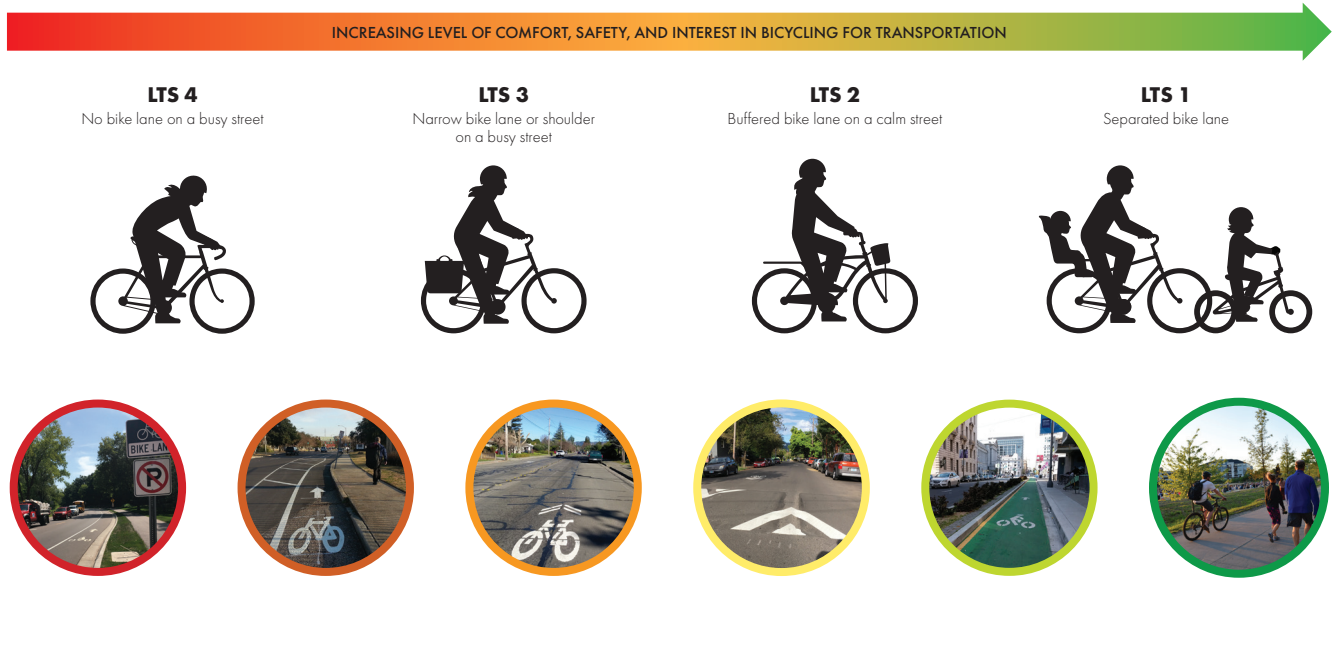 INCREASING LEVEL OF COMFORT, SAFETY, AND INTEREST IN BICYCLING FOR TRANSPORTATION
LTS 4
No bike lane on a busy street
LTS 3
Narrow bike lane or shoulder
on a busy street
LTS 2
Buffered bike lane on a calm street
LTS 1
Separated bike lane
BIKE LAN
P